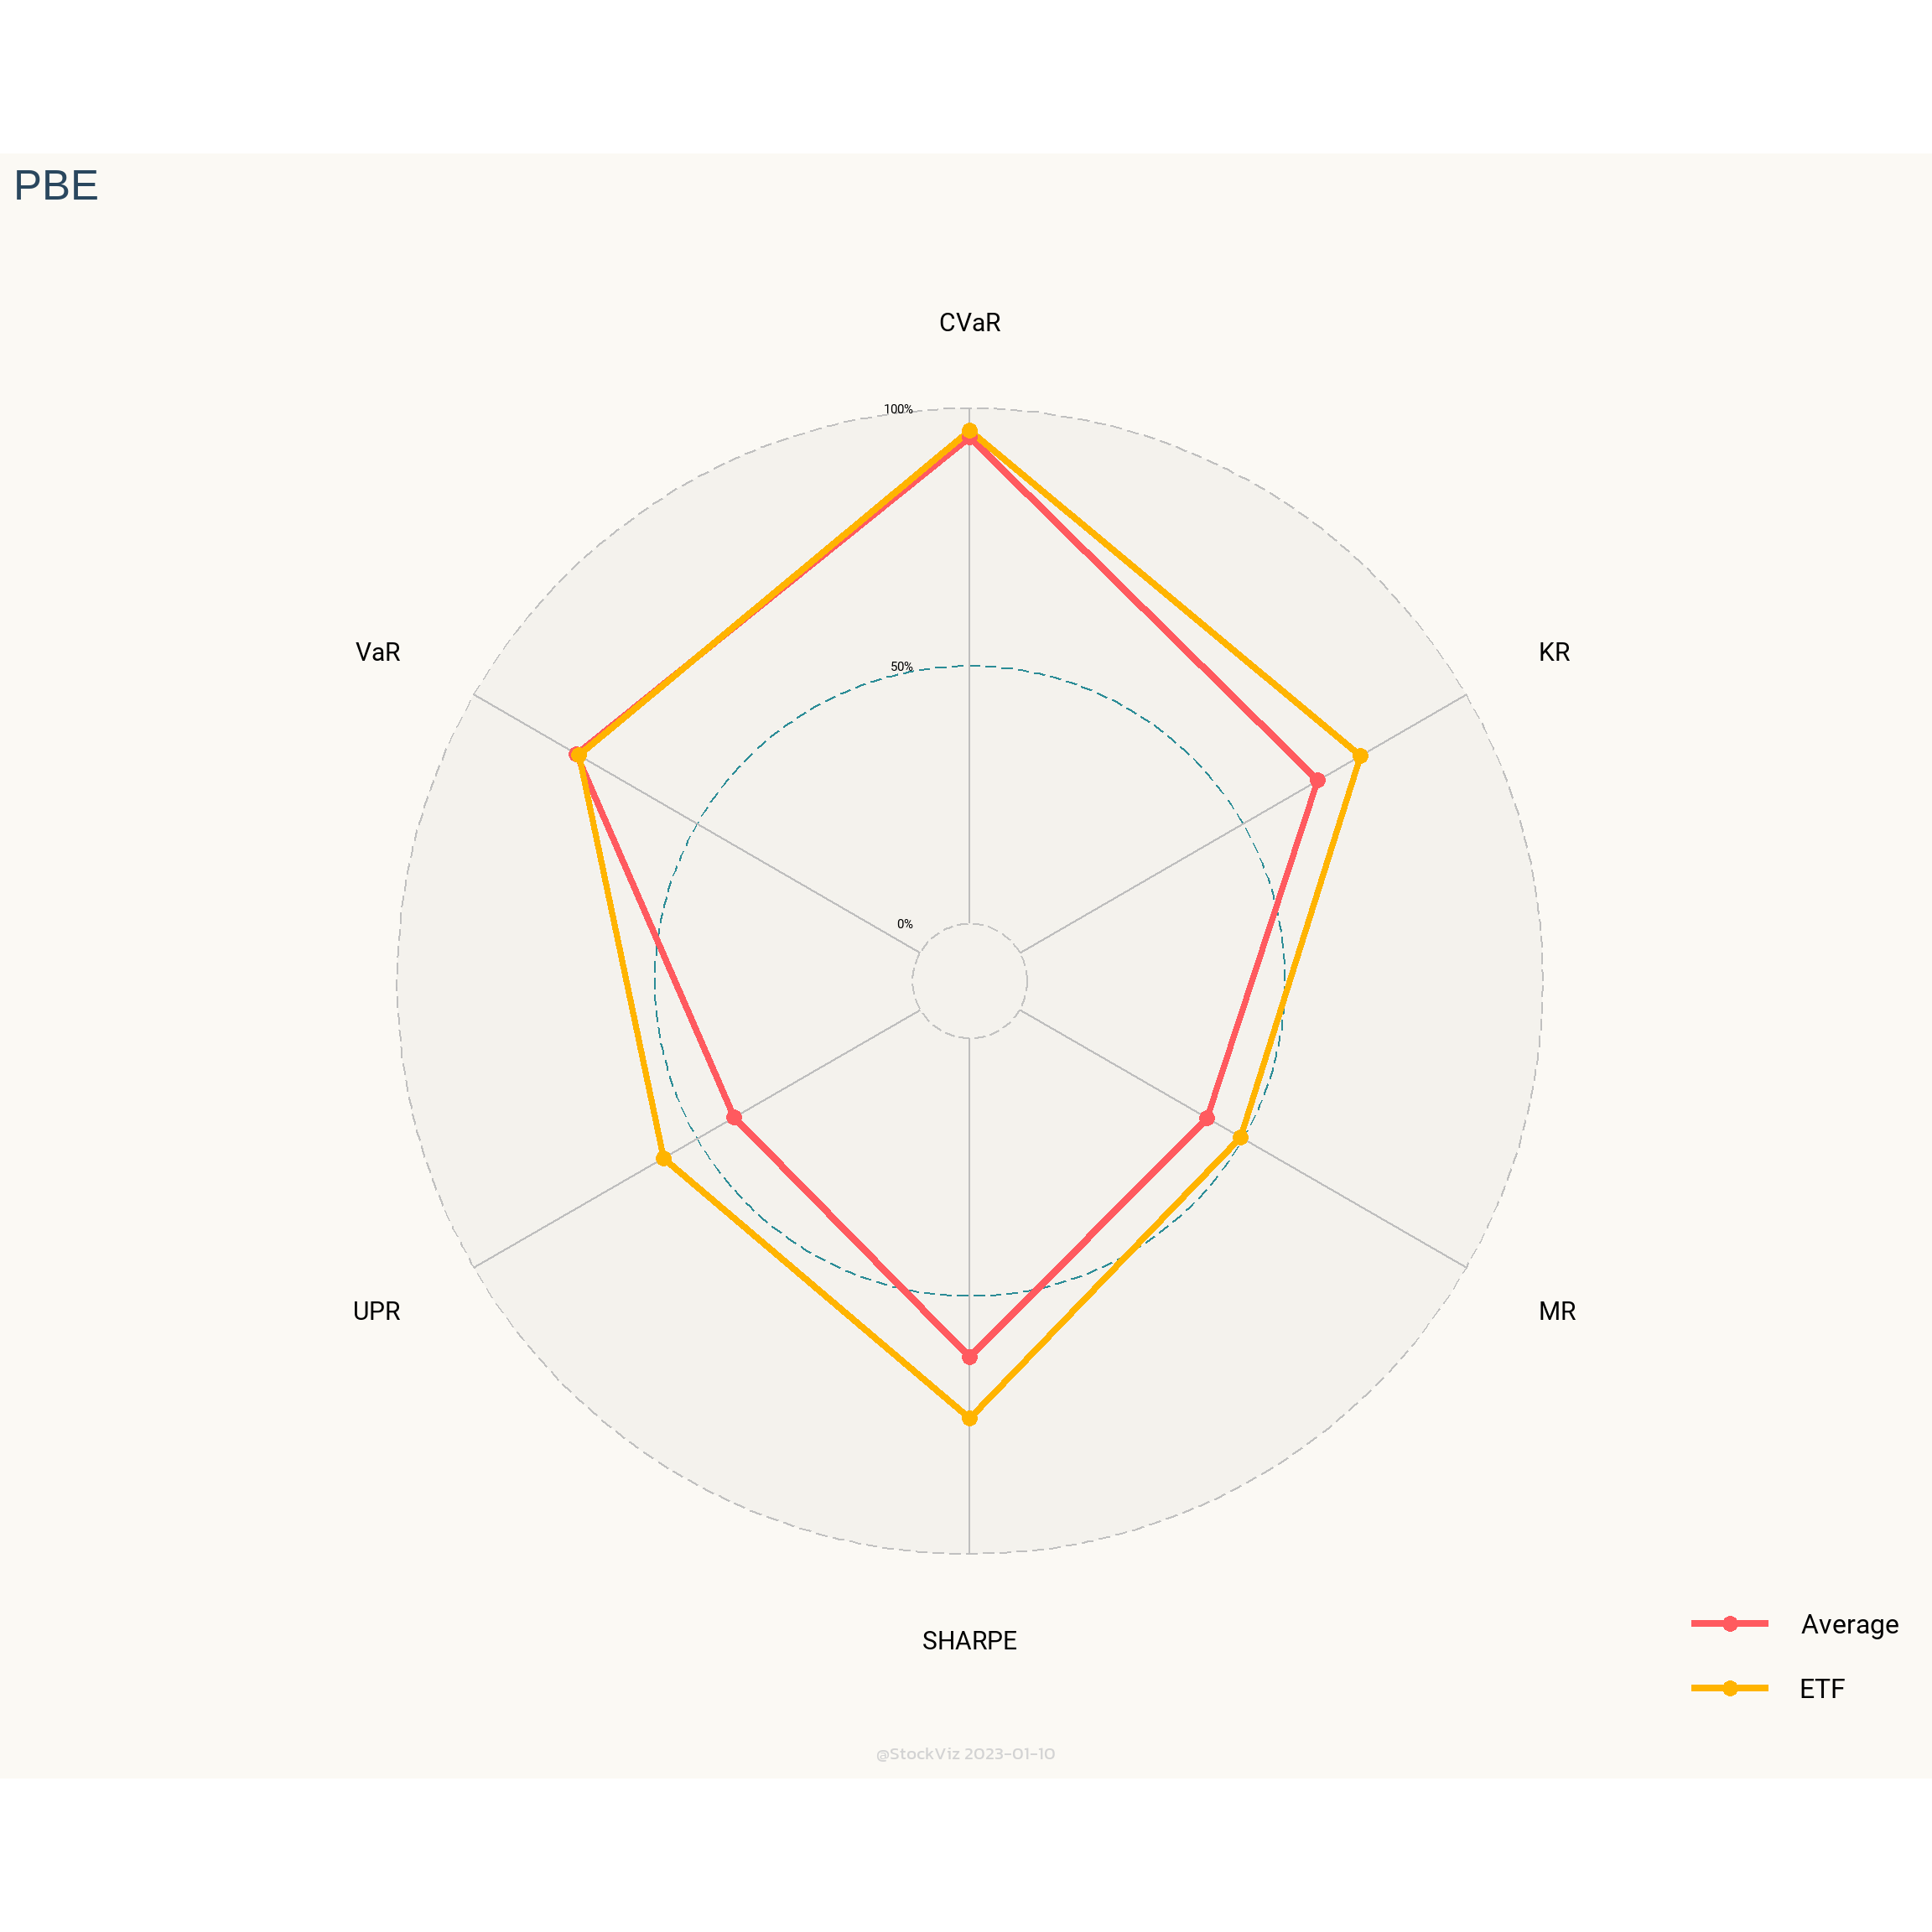 PBE
CVaR
100%
VaR
KR
50%
0%
UPR
MR
SHARPE
Average
ETF
@StockViz 2023-01-10